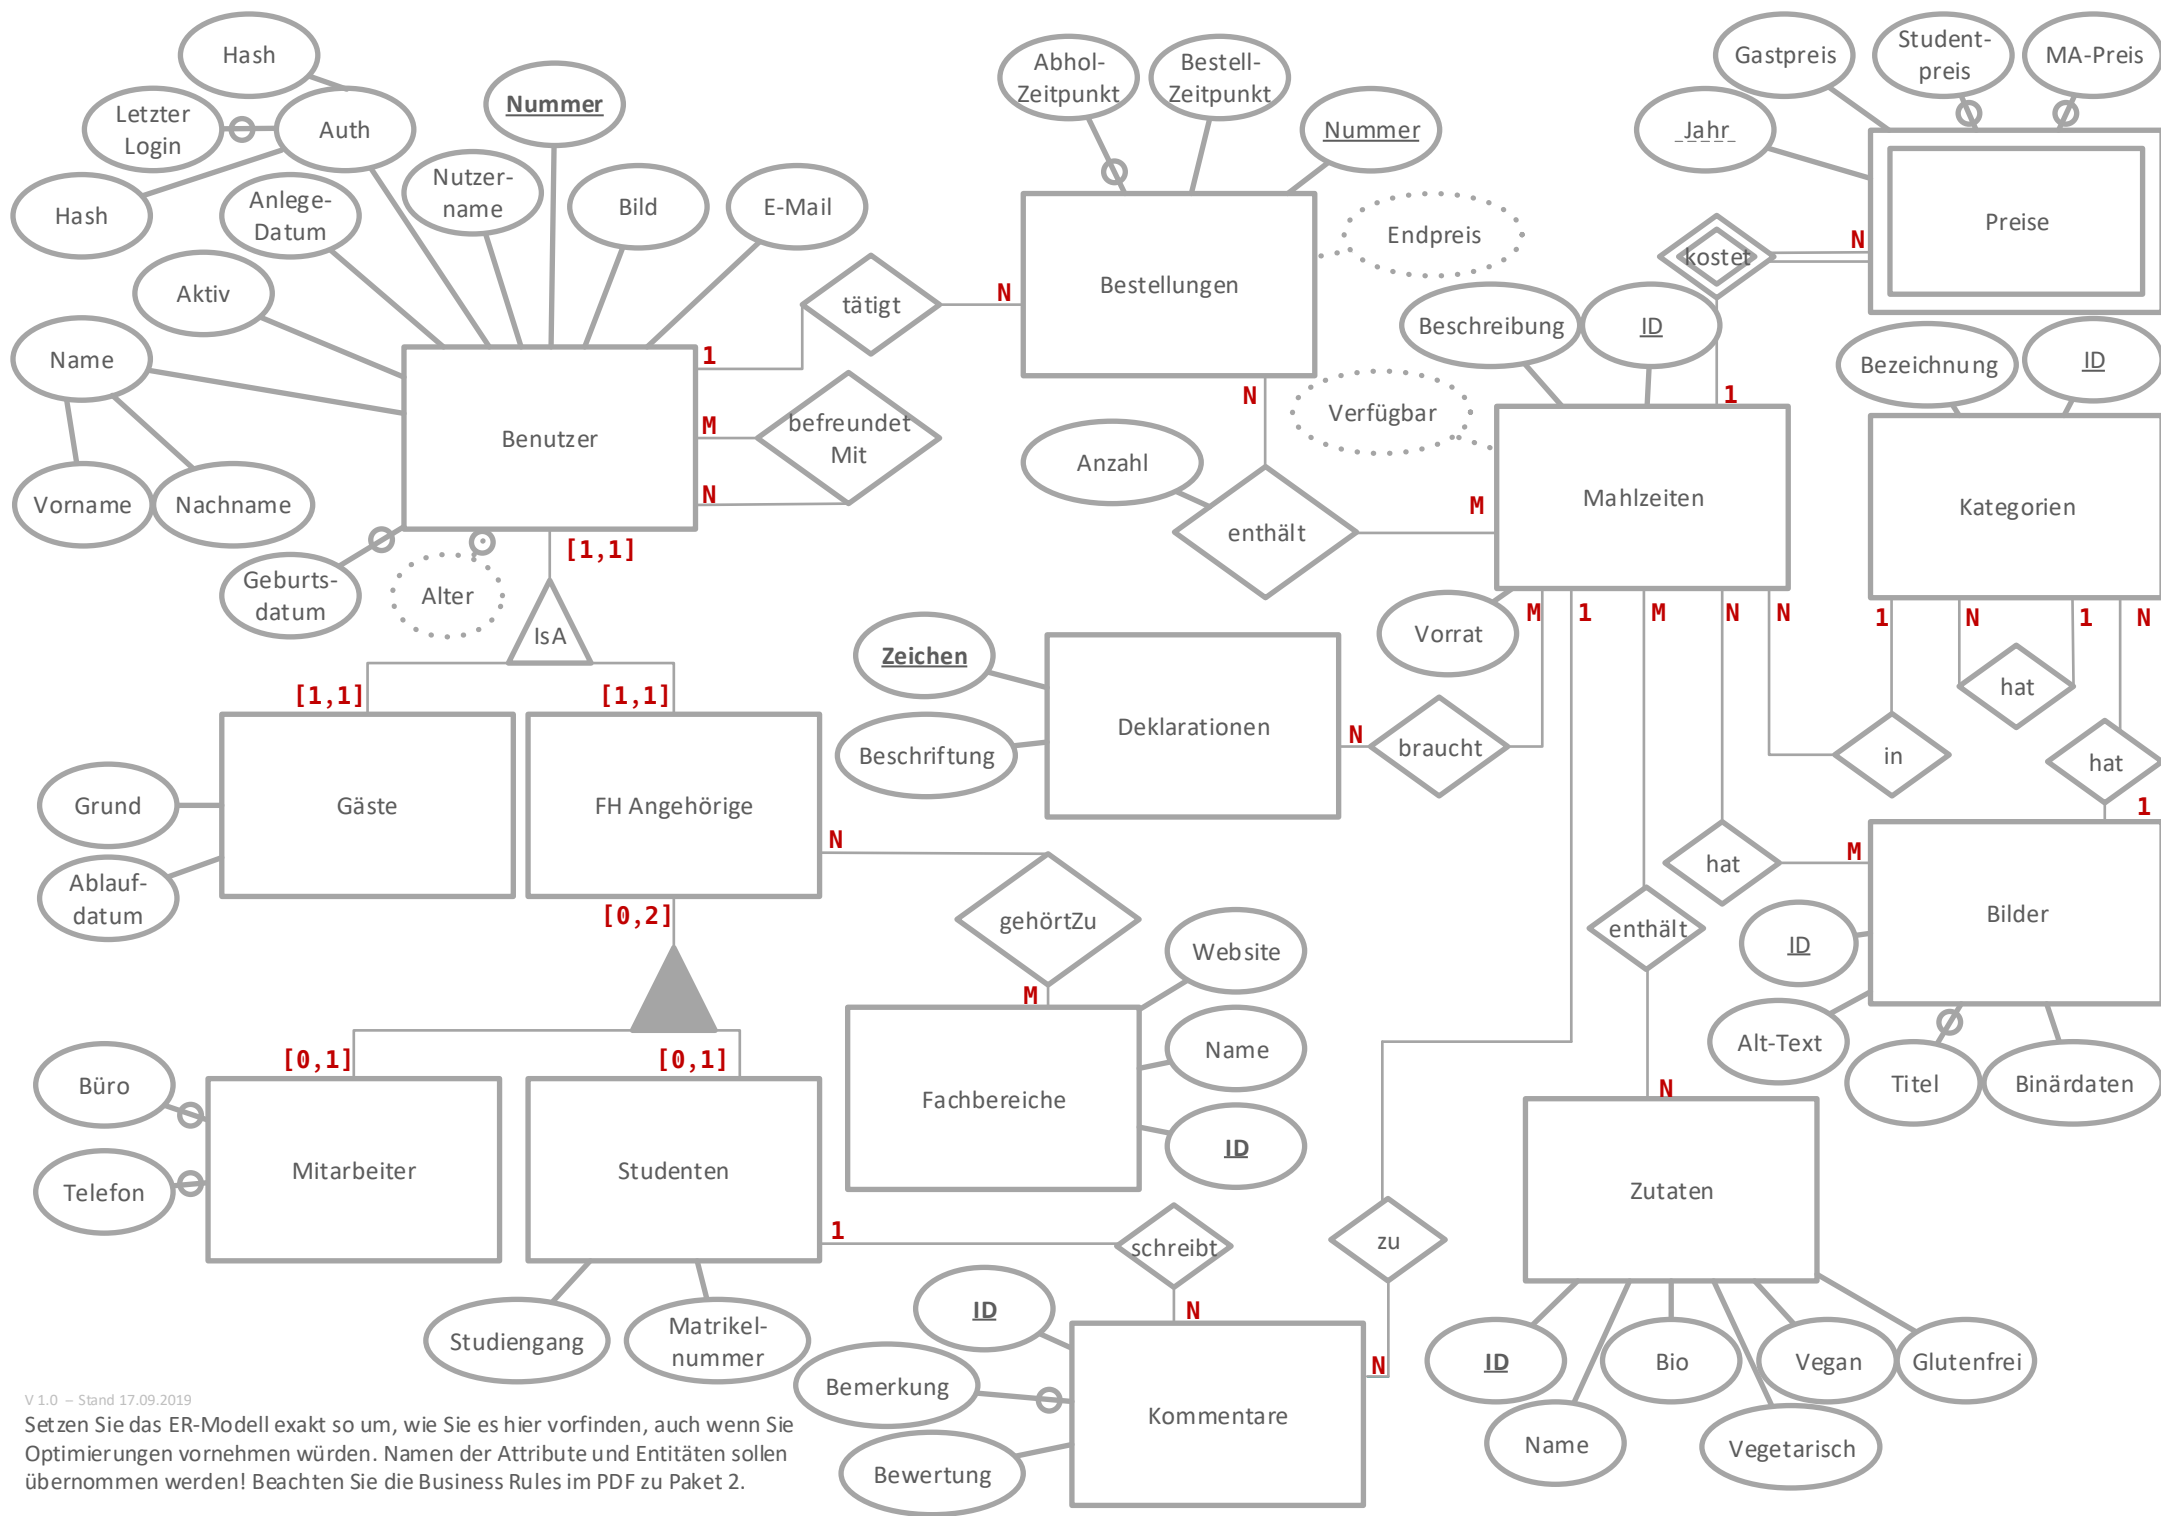 Hash
Letzter
Login
Auth
Hash
Nummer
Anlege-
Datum
Nutzer-
name
Bild
E-Mail
Aktiv
Name
Vorname
Nachname
Benutzer
Geburts-
datum
Alter
[1,1]
IsA
1
M
N
tätigt
N
befreundet
Mit
Abhol-
Zeitpunkt
Bestell-
Zeitpunkt
Nummer
Bestellungen
Endpreis
N
Anzahl
enthält
M
Gastpreis
Student-
preis
MA-Preis
Jahr
Preise
kostet
N
1
Beschreibung
ID
Verfügbar
Mahlzeiten
Vorrat
M
1
M
N
N
Bezeichnung
ID
Kategorien
1
N
1
N
hat
in
hat
1
[1,1]
[1,1]
Gäste
Grund
Ablauf-
datum
FH Angehörige
N
[0,2]
Zeichen
Beschriftung
Deklarationen
N
braucht
hat
M
Bilder
ID
Alt-Text
Titel
Binärdaten
gehörtZu
M
Website
Name
ID
Fachbereiche
enthält
N
[0,1]
[0,1]
Büro
Telefon
Mitarbeiter
Studenten
Studiengang
Matrikel-
nummer
1
schreibt
N
zu
N
ID
Bemerkung
Bewertung
Kommentare
Zutaten
ID
Name
Bio
Vegetarisch
Vegan
Glutenfrei
V 1.0 – Stand 17.09.2019
Setzen Sie das ER-Modell exakt so um, wie Sie es hier vorfinden, auch wenn Sie
Optimierungen vornehmen würden. Namen der Attribute und Entitäten sollen
übernommen werden! Beachten Sie die Business Rules im PDF zu Paket 2.